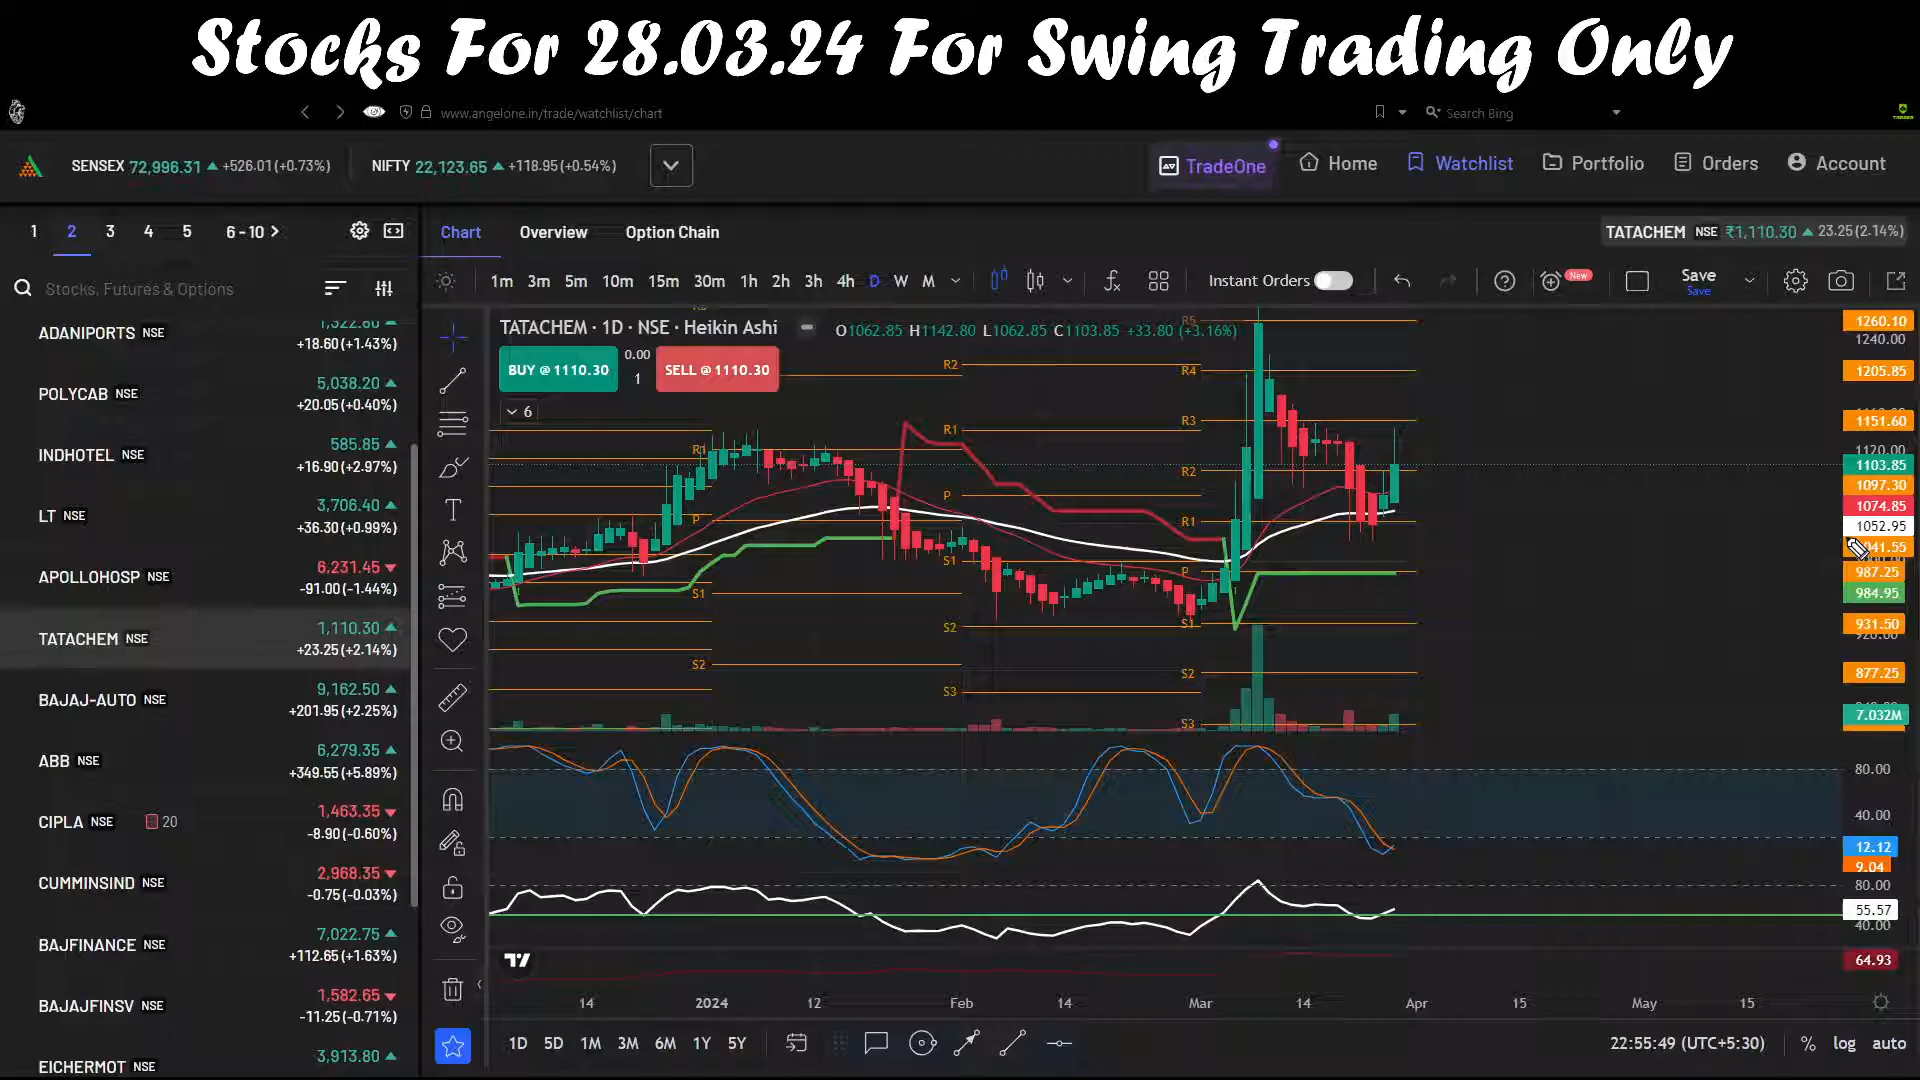 Stocks For 28.03.24 For Swing Trading Only
www.angelone.in/trade/watchlist/chart
Search Bing
SENSEX 72,996.31 +526.01 (+0.73%)
NIFTY 22,123.65 +118.95 (+0.54%)
TradeOne
Home
Watchlist
Portfolio
Orders
Account
1 2 3 4 5 6 - 10
Stocks, Futures & Options
ADANIPORTS NSE
+18.60 (+1.43%)
POLYCAB NSE 5,038.20
+20.05 (+0.40%)
INDHOTEL NSE 585.85
+16.90 (+2.97%)
LT NSE 3,706.40
+36.30 (+0.99%)
APOLLOHOSP NSE 6,231.45
-91.00 (-1.44%)
TATACHEM NSE 1,110.30
+23.25 (+2.14%)
BAJAJ-AUTO NSE 9,162.50
+201.95 (+2.25%)
ABB NSE 6,279.35
+349.55 (+5.89%)
CIPLA NSE 20 1,463.35
-8.90 (-0.60%)
CUMMINSIND NSE 2,968.35
-0.75 (-0.03%)
BAJFINANCE NSE 7,022.75
+112.65 (+1.63%)
BAJAJFINSV NSE 1,582.65
-11.25 (-0.71%)
EICHERMOT NSE 3,913.80
Chart Overview Option Chain
TATACHEM NSE ₹1,110.30 23.25 (2.14%)
1m 3m 5m 10m 15m 30m 1h 2h 3h 4h D W M
Instant Orders
New
Save
Save
TATACHEM · 1D · NSE · Heikin Ashi
O1062.85 H1142.80 L1062.85 C1103.85 +33.80 (+3.16%)
BUY @ 1110.30
0.00
1
SELL @ 1110.30
6
R1
P
S1
S2
R2
R1
P
S1
S2
S3
R5
R4
R3
R2
R1
P
S1
S2
S3
1260.10
1240.00
1205.85
1151.60
1120.00
1103.85
1097.30
1074.85
1052.95
987.25
984.95
931.50
877.25
7.032M
80.00
40.00
12.12
9.04
80.00
55.57
40.00
64.93
14 2024 12 Feb 14 Mar 14 Apr 15 May 15
1D 5D 1M 3M 6M 1Y 5Y
22:55:49 (UTC+5:30)
% log auto